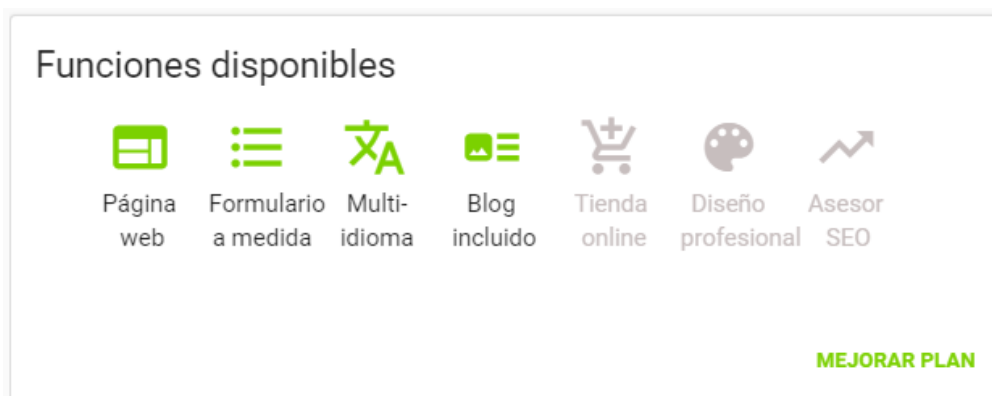 Funciones disponibles
Página web
Formulario a medida
Multi-idioma
Blog incluido
Tienda online
Diseño profesional
Asesor SEO
MEJORAR PLAN